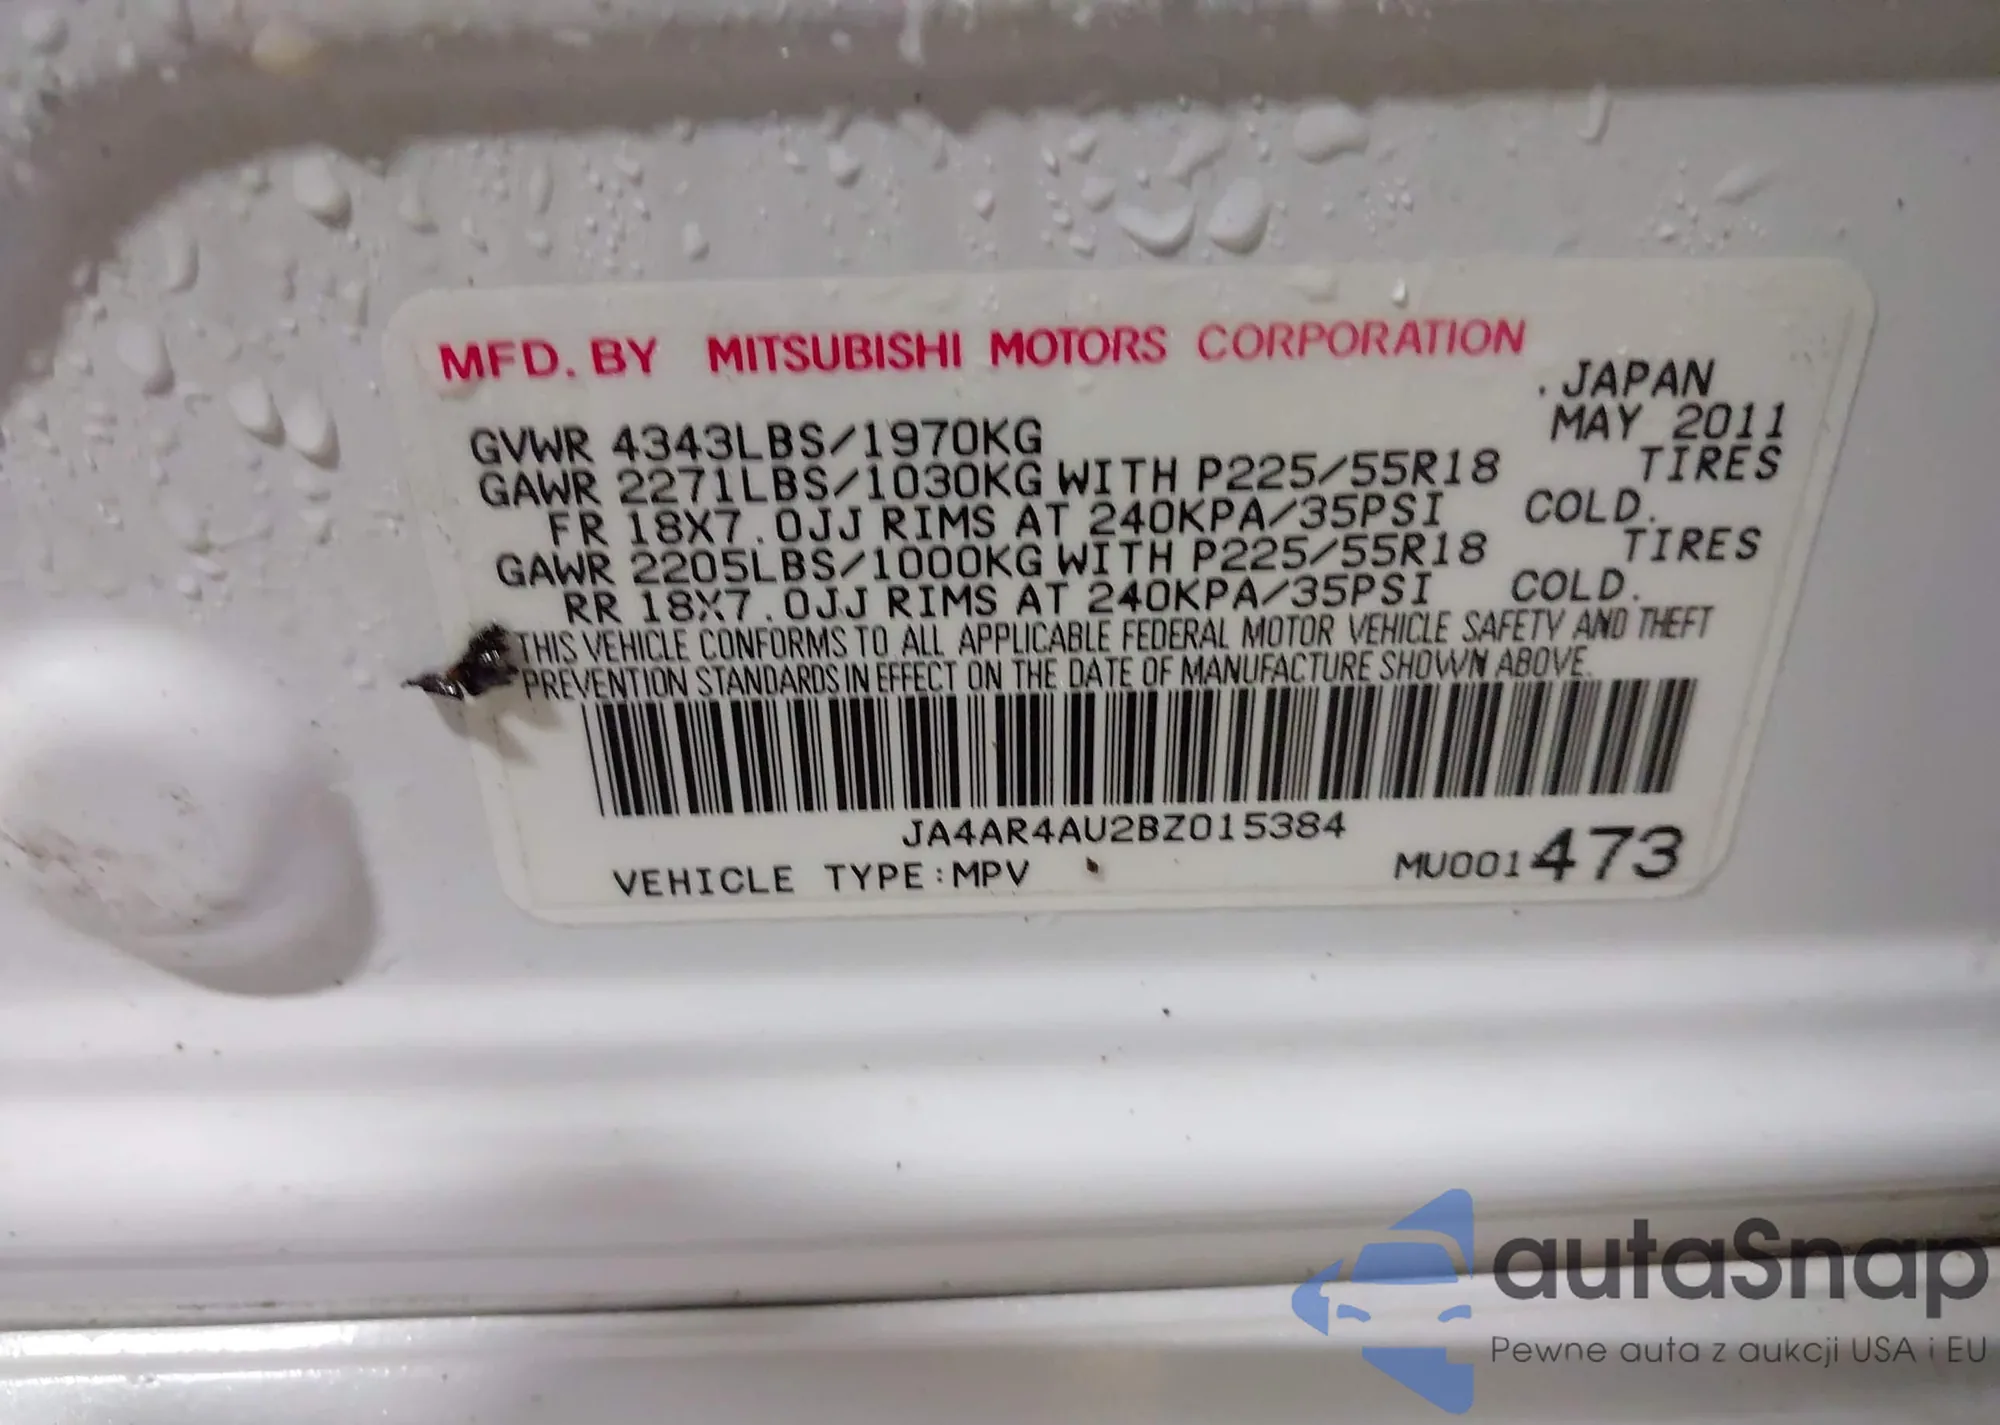 MFD. BY MITSUBISHI MOTORS CORPORATION
. JAPAN
GVWR 4343LBS/1970KG MAY 2011
GAWR 2271LBS/1030KG WITH P225/55R18 TIRES
FR 18X7.0JJ RIMS AT 240KPA/35PSI COLD.
GAWR 2205LBS/1000KG WITH P225/55R18 TIRES
RR 18X7.0JJ RIMS AT 240KPA/35PSI COLD.
THIS VEHICLE CONFORMS TO ALL APPLICABLE FEDERAL MOTOR VEHICLE SAFETY AND THEFT
PREVENTION STANDARDS IN EFFECT ON THE DATE OF MANUFACTURE SHOWN ABOVE.
JA4AR4AU2BZ015384
VEHICLE TYPE:MPV MU001473
autaSnap
Pewne auta z aukcji USA i EU